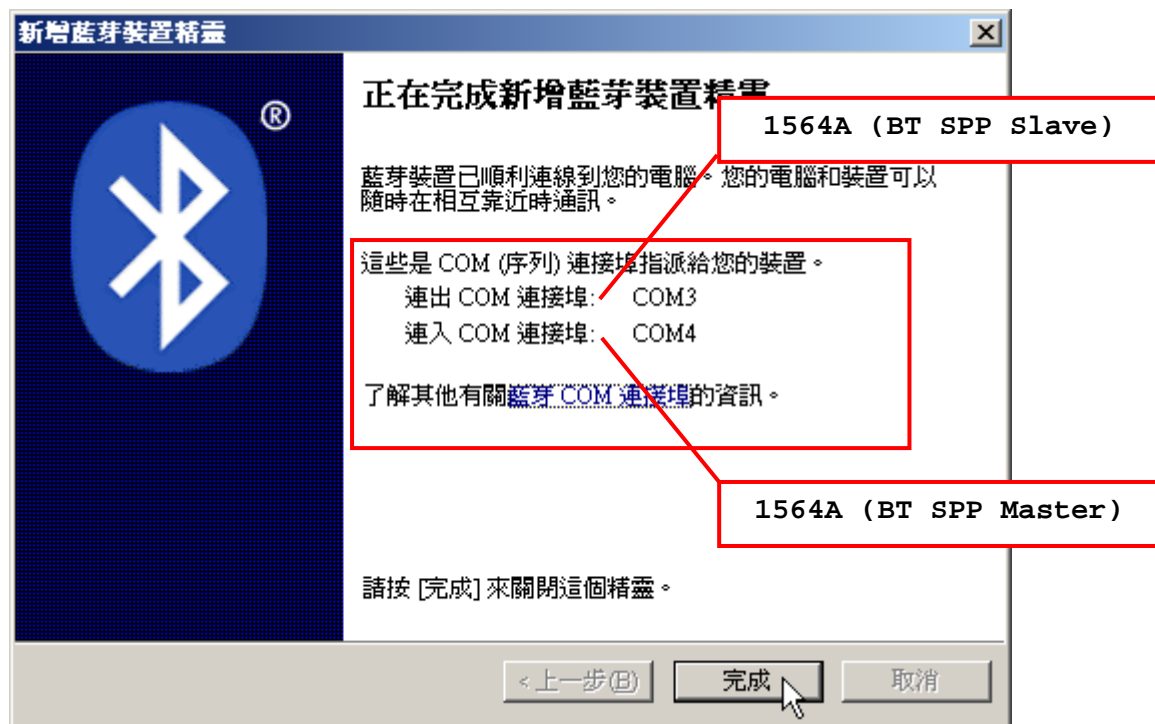 新增藍芽裝置精靈
®
正在完成新增藍芽裝置精靈
1564A (BT SPP Slave)
藍芽裝置已順利連線到您的電腦。您的電腦和裝置可以
隨時在相互靠近時通訊。
這些是 COM (序列) 連接埠指派給您的裝置。
連出 COM 連接埠: COM3
連入 COM 連接埠: COM4
了解其他有關藍芽 COM 連接埠的資訊。
1564A (BT SPP Master)
請按 [完成] 來關閉這個精靈。
<上一步(B)
完成
取消